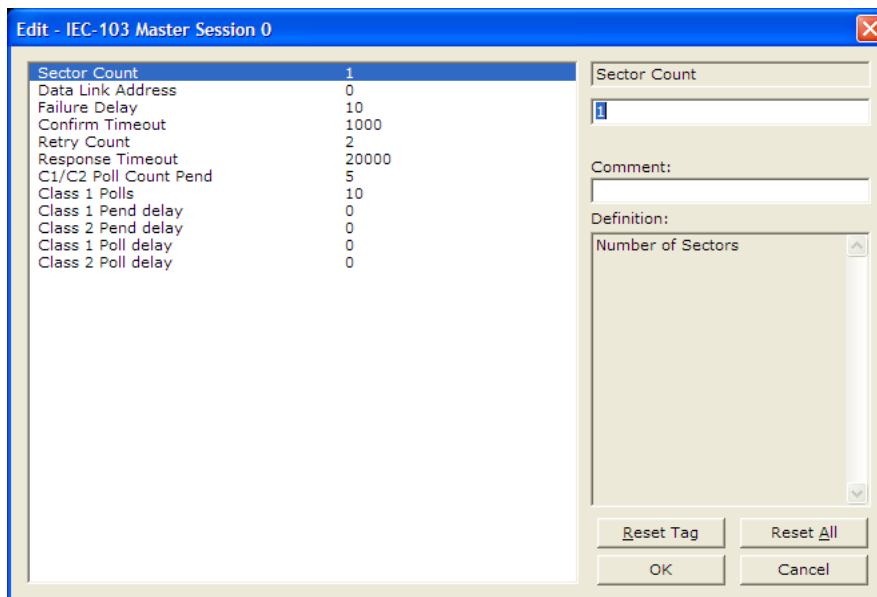 Edit - IEC-103 Master Session 0
Sector Count 1
Data Link Address 0
Failure Delay 10
Confirm Timeout 1000
Retry Count 2
Response Timeout 20000
C1/C2 Poll Count Pend 5
Class 1 Polls 10
Class 1 Pend delay 0
Class 2 Pend delay 0
Class 1 Poll delay 0
Class 2 Poll delay 0
Sector Count
1
Comment:
Definition:
Number of Sectors
Reset Tag
Reset All
OK
Cancel